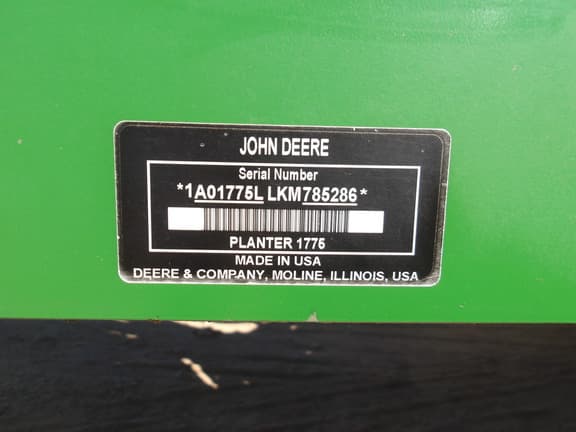 JOHN DEERE
Serial Number
*1A01775L LKM785286*
PLANTER 1775
MADE IN USA
DEERE & COMPANY, MOLINE, ILLINOIS, USA